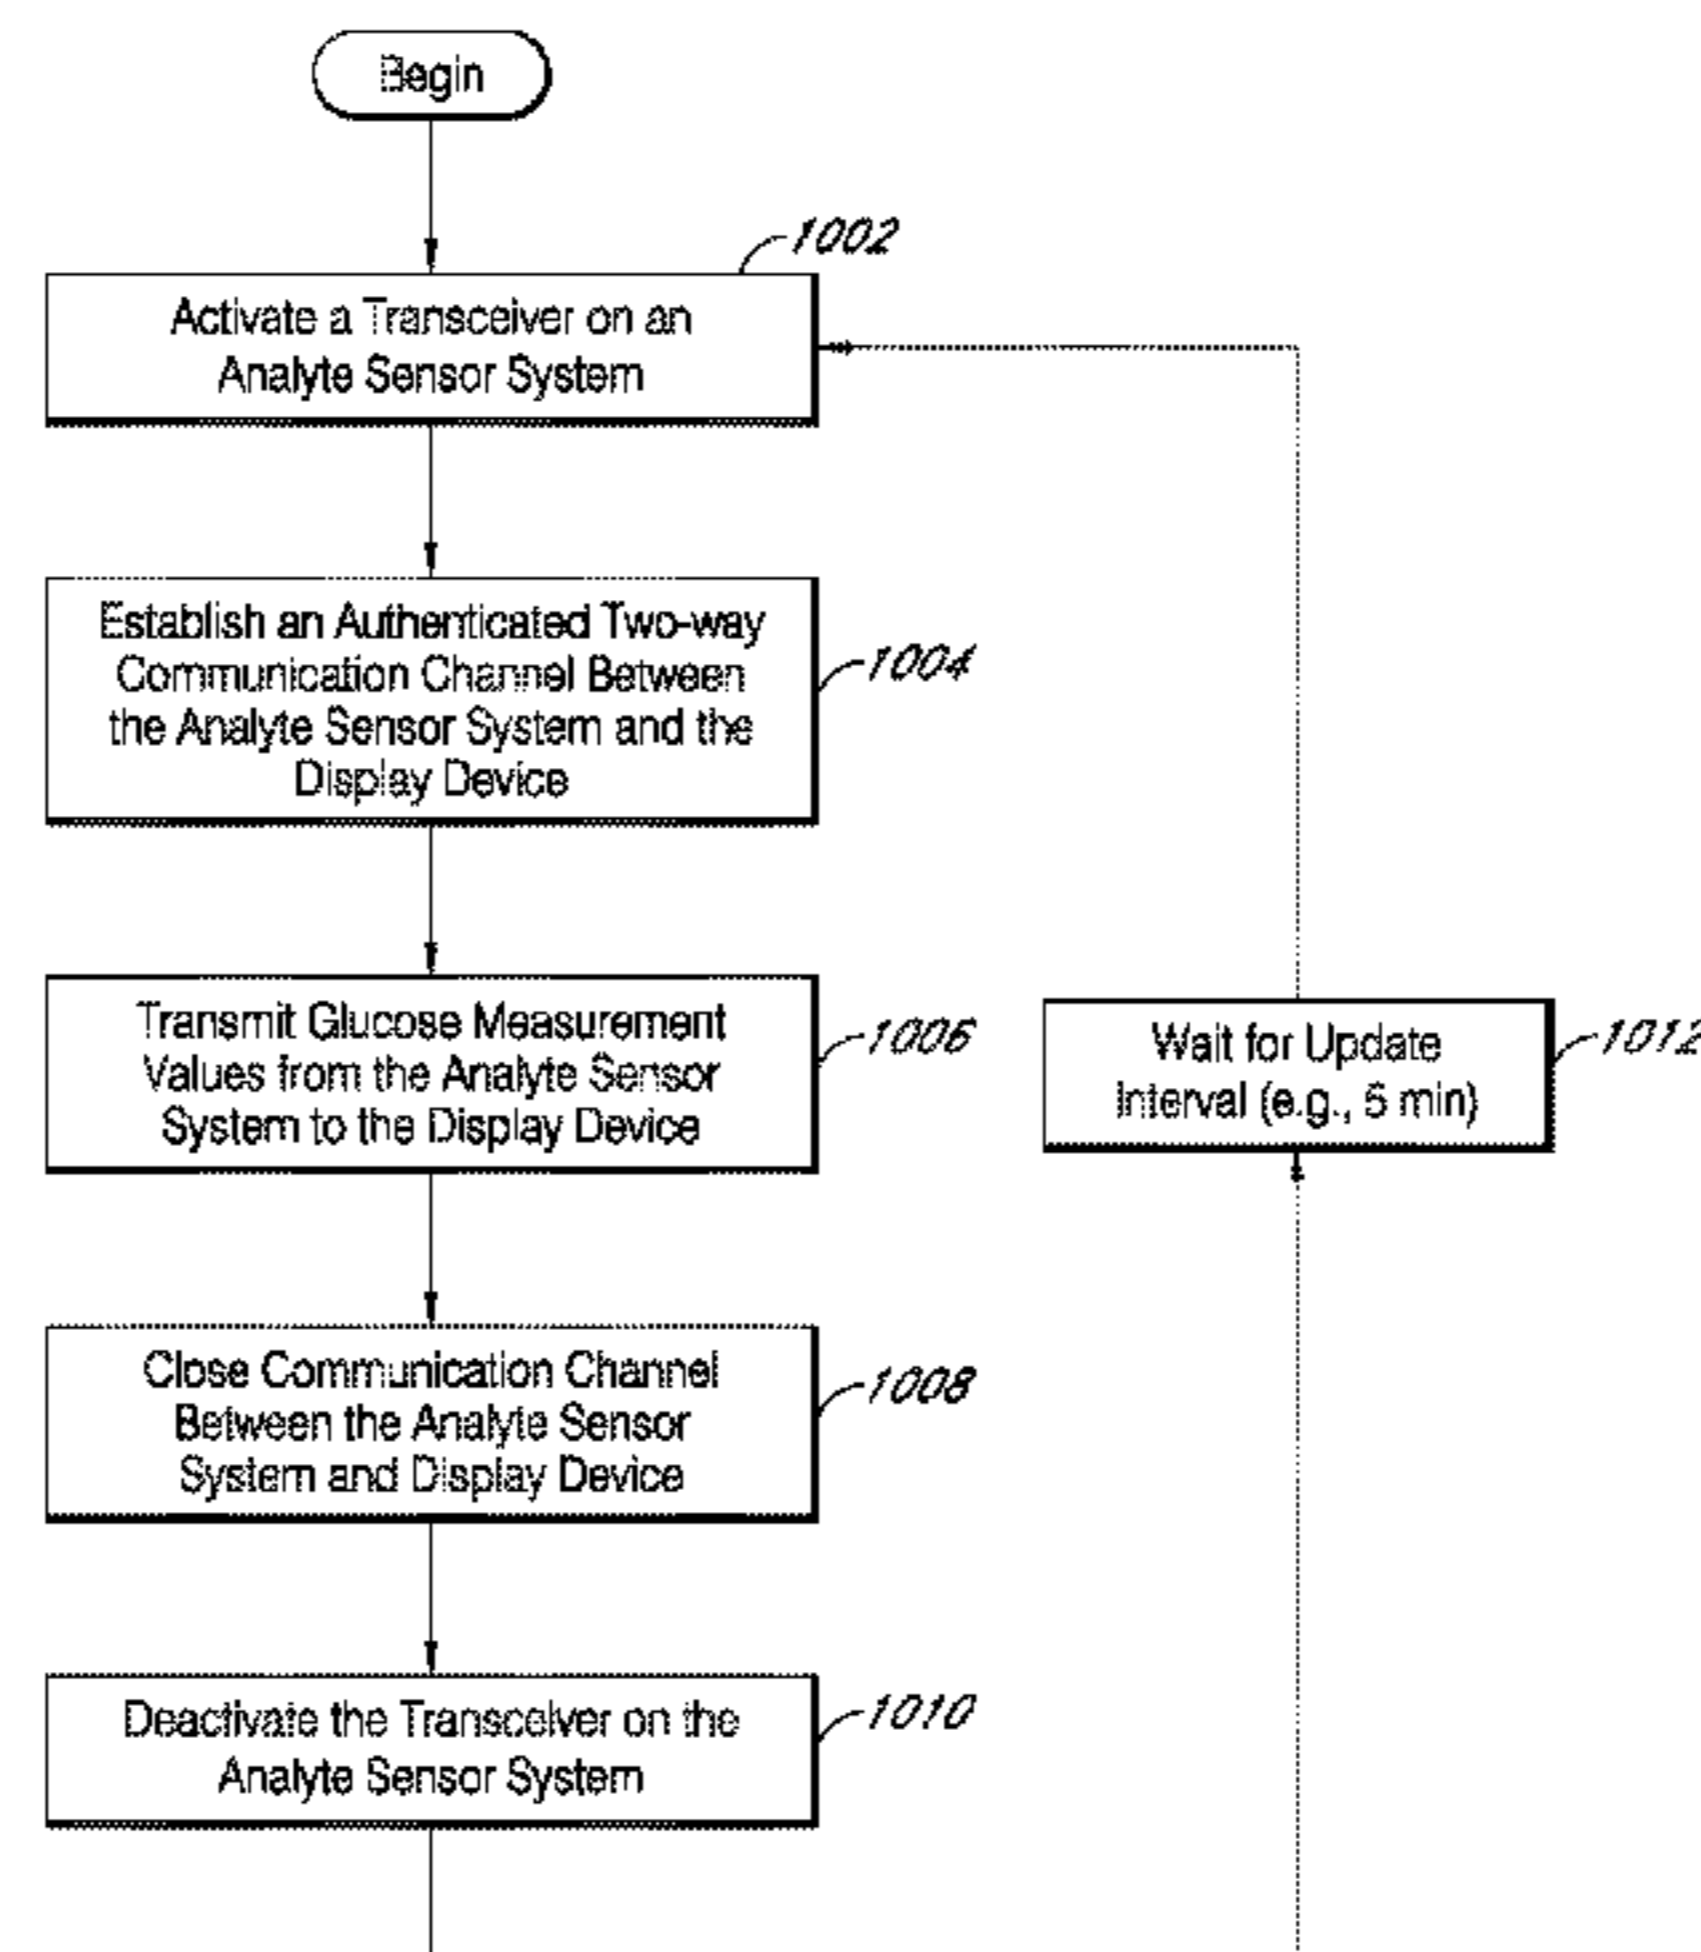 Begin
1002
Activate a Transceiver on an
Analyte Sensor System
Establish an Authenticated Two-way
Communication Channel Between
the Analyte Sensor System and the
Display Device
1004
Transmit Glucose Measurement
Values from the Analyte Sensor
System to the Display Device
1006
Wait for Update
Interval (e.g., 5 min)
1012
Close Communication Channel
Between the Analyte Sensor
System and Display Device
1008
Deactivate the Transceiver on the
Analyte Sensor System
1010